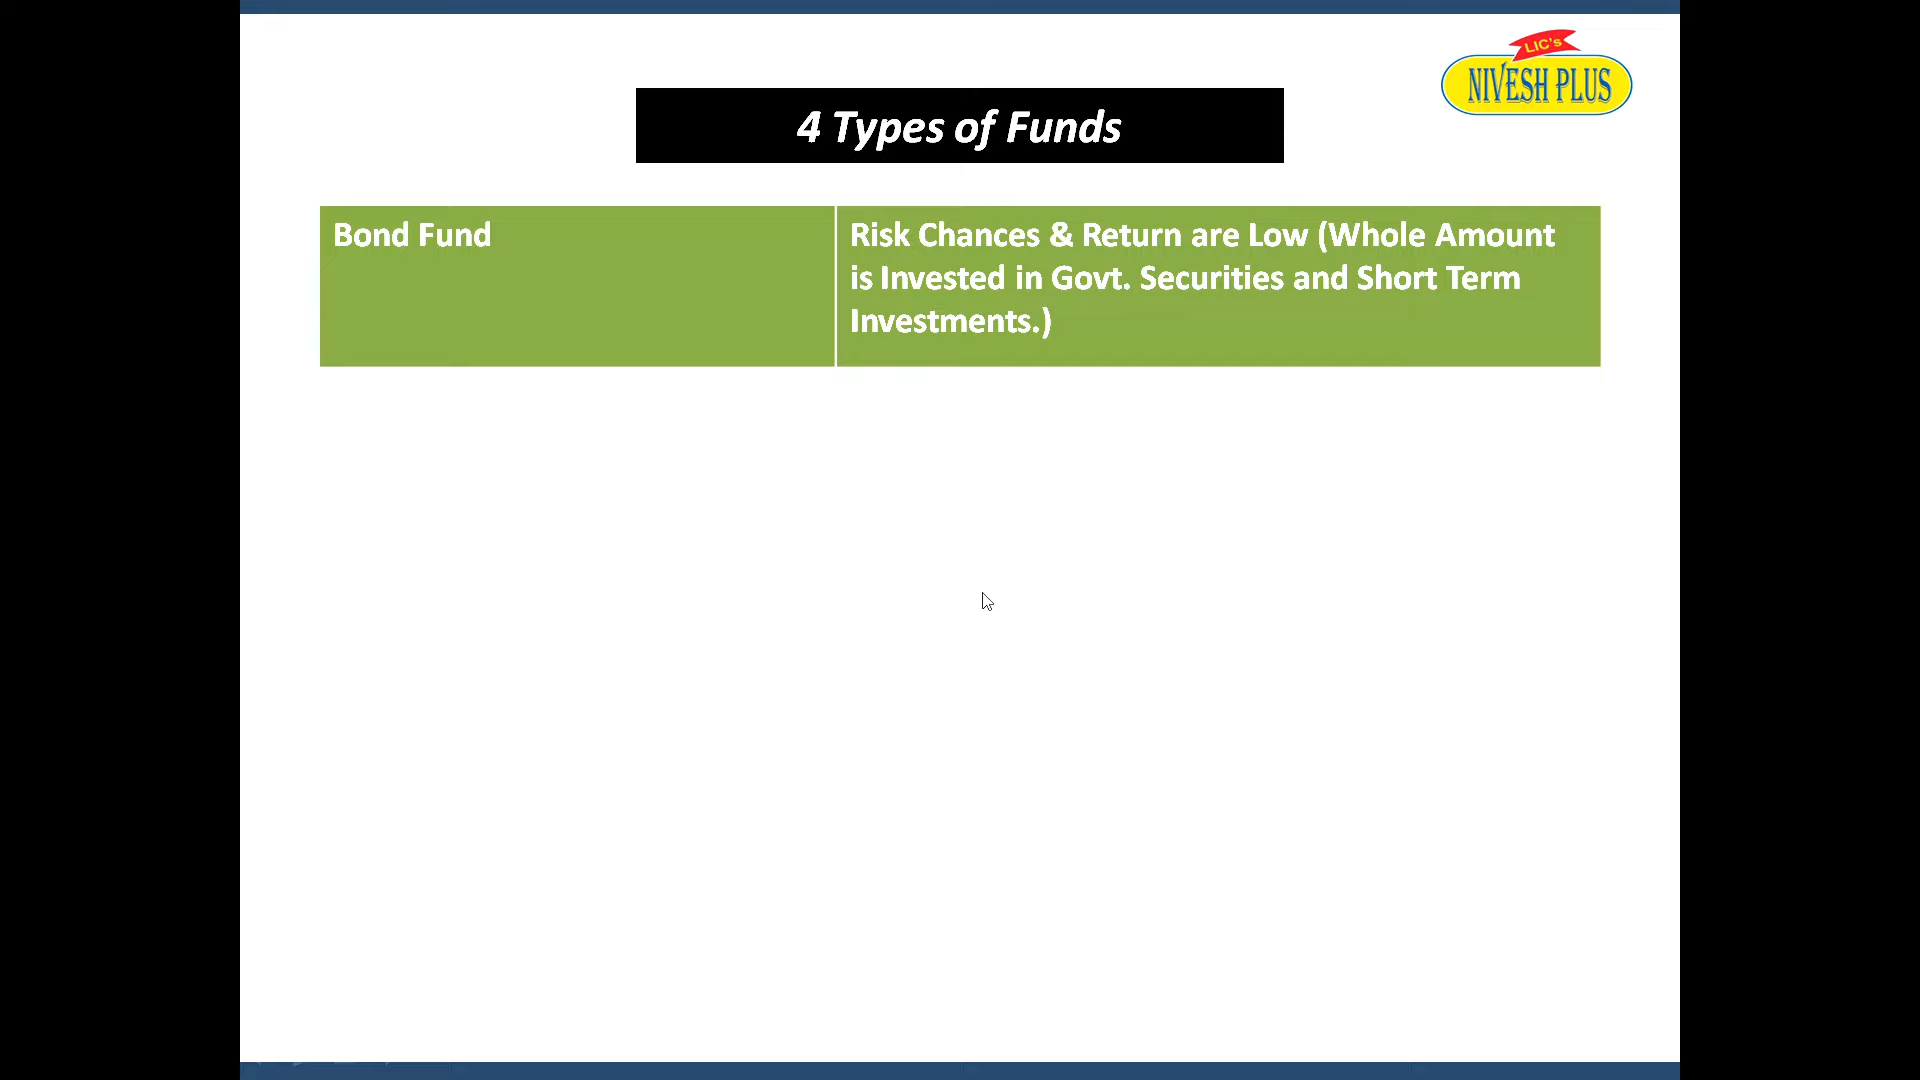 LIC's
NIVESH PLUS
4 Types of Funds
Bond Fund
Risk Chances & Return are Low (Whole Amount
is Invested in Govt. Securities and Short Term
Investments.)